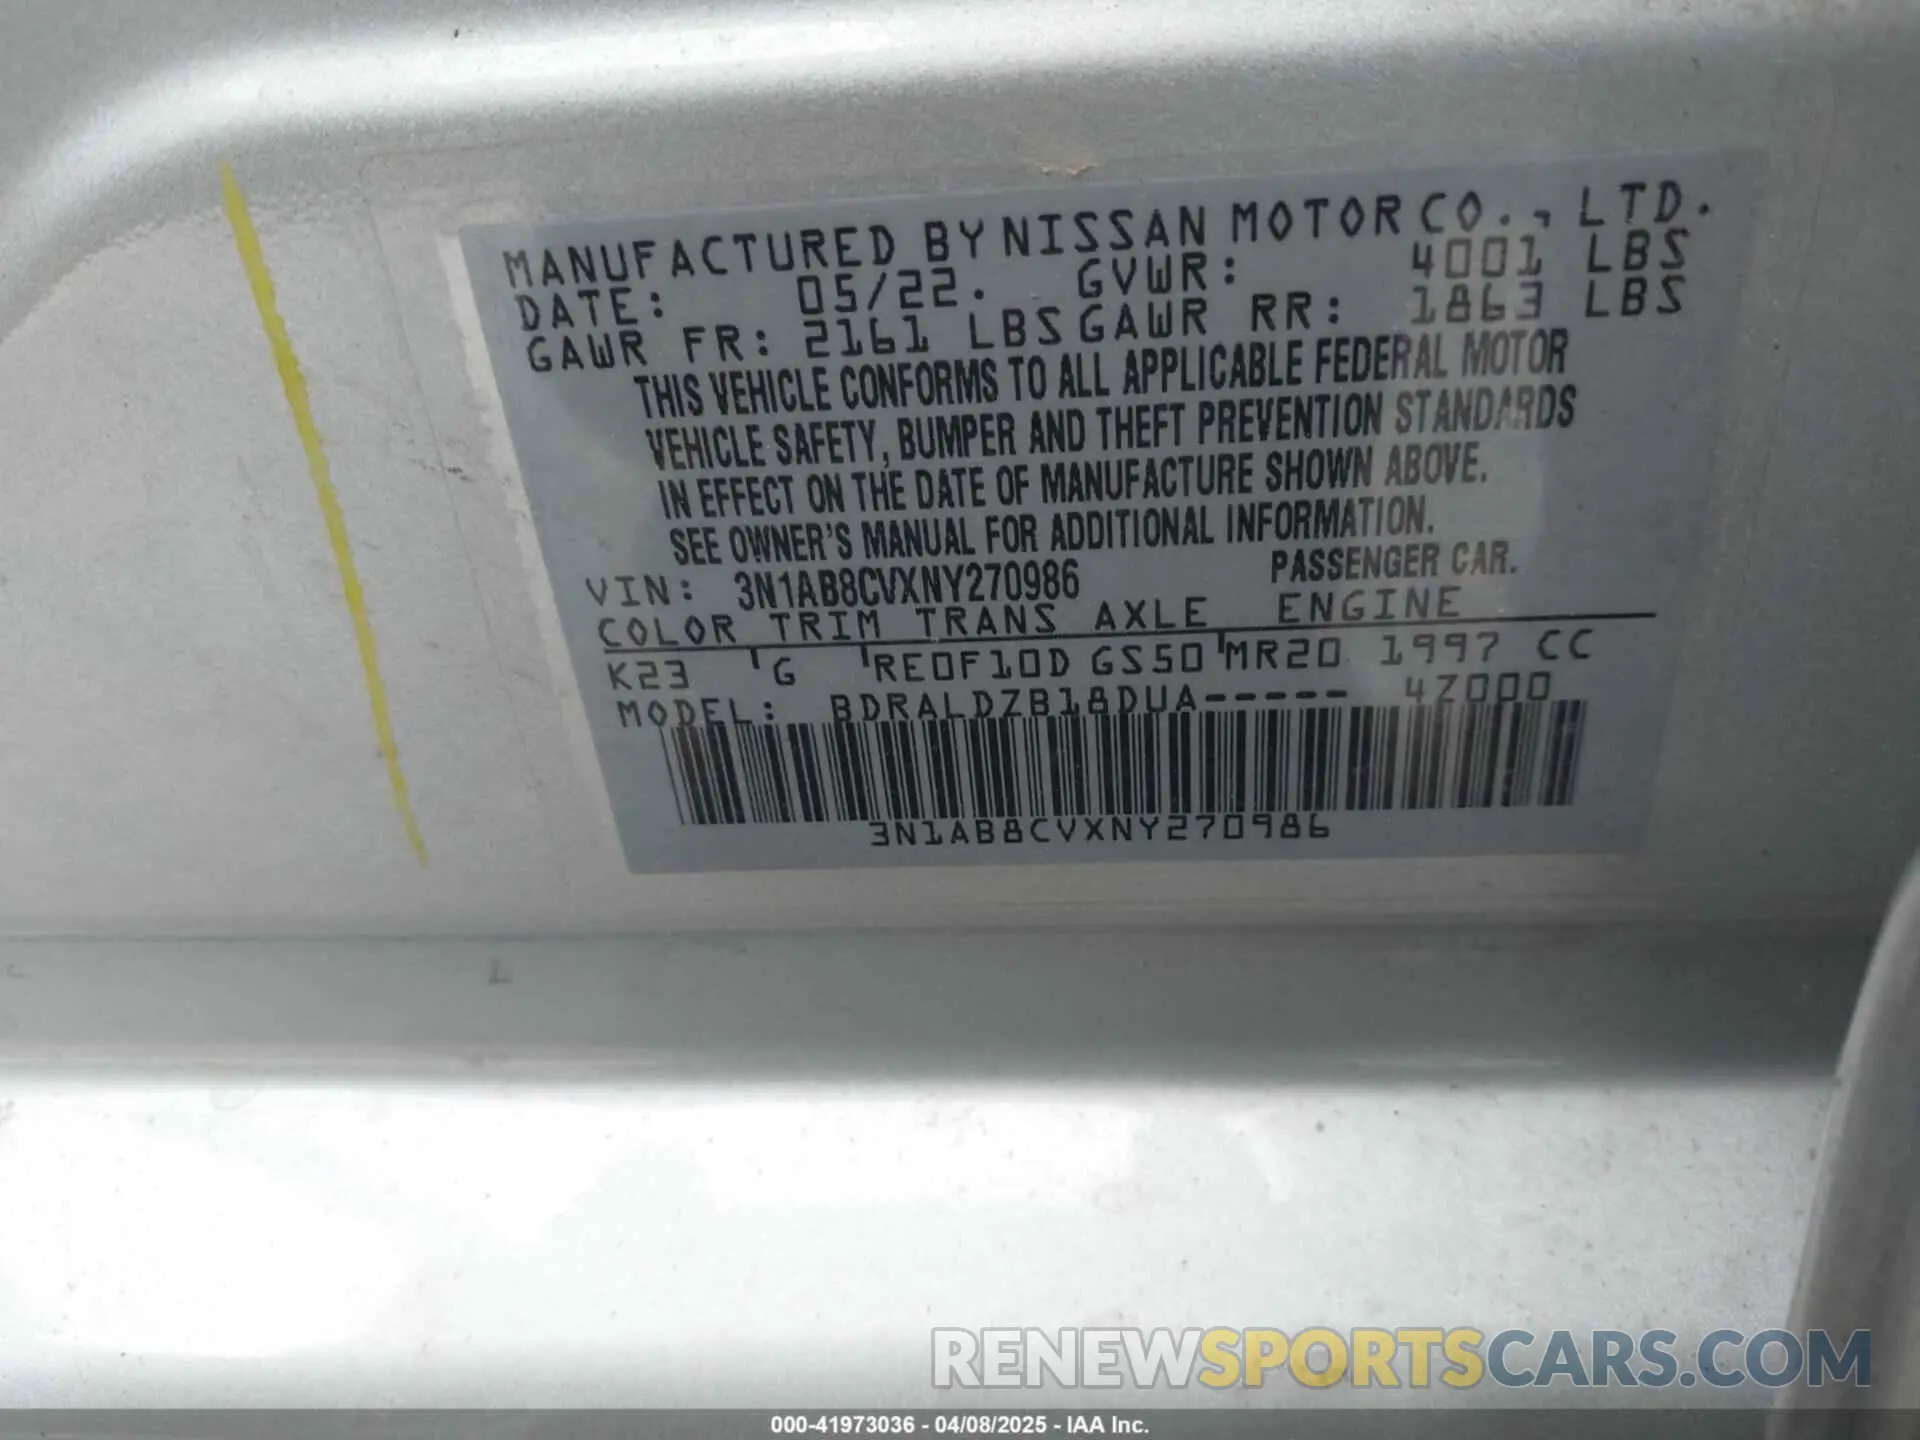 MANUFACTURED BY NISSAN MOTOR CO., LTD.
DATE: 05/22. GVWR: 4001 LBS
GAWR FR: 2161 LBS GAWR RR: 1863 LBS
THIS VEHICLE CONFORMS TO ALL APPLICABLE FEDERAL MOTOR
VEHICLE SAFETY, BUMPER AND THEFT PREVENTION STANDARDS
IN EFFECT ON THE DATE OF MANUFACTURE SHOWN ABOVE.
SEE OWNER'S MANUAL FOR ADDITIONAL INFORMATION.
VIN: 3N1AB8CVXNY270986 PASSENGER CAR.
COLOR TRIM TRANS AXLE ENGINE
K23 G RE0F10D GS50 MR20 1997 CC
MODEL: BDRALDZB18DUA----- 4Z000
3N1AB8CVXNY270986
RENEWSPORTSCARS.COM
000-41973036 - 04/08/2025 - IAA Inc.